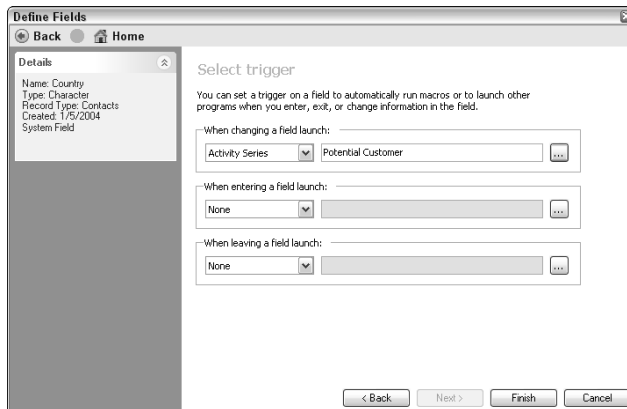 Define Fields
Back Home
Details
Name: Country
Type: Character
Record Type: Contacts
Created: 1/5/2004
System Field
Select trigger
You can set a trigger on a field to automatically run macros or to launch other
programs when you enter, exit, or change information in the field.
When changing a field launch:
Activity Series Potential Customer ...
When entering a field launch:
None ...
When leaving a field launch:
None ...
< Back Next > Finish Cancel